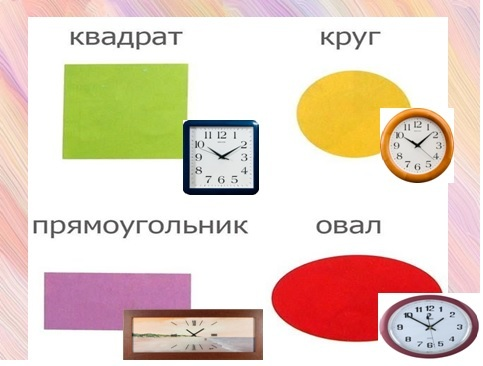 квадрат
круг
прямоугольник
овал